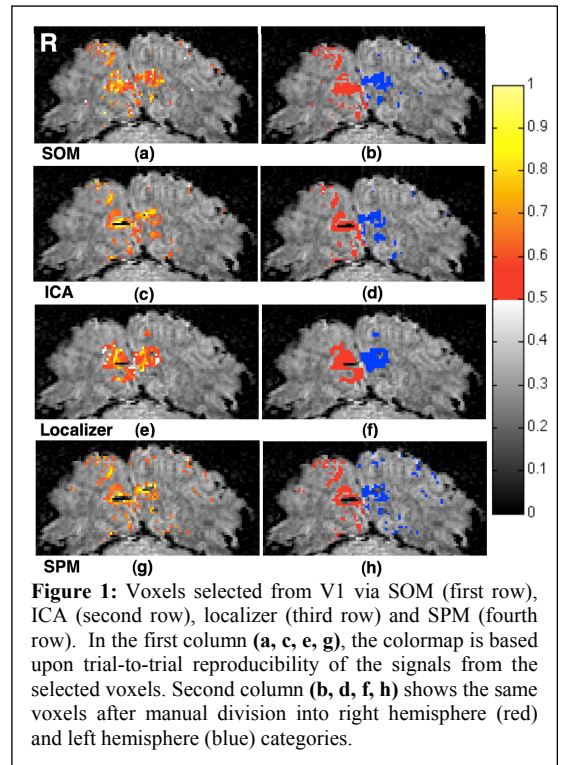 R
SOM (a) (b)
ICA (c) (d)
Localizer (e) (f)
SPM (g) (h)
1
0.9
0.8
0.7
0.6
0.5
0.4
0.3
0.2
0.1
0
Figure 1: Voxels selected from V1 via SOM (first row),
ICA (second row), localizer (third row) and SPM (fourth
row). In the first column (a, c, e, g), the colormap is based
upon trial-to-trial reproducibility of the signals from the
selected voxels. Second column (b, d, f, h) shows the same
voxels after manual division into right hemisphere (red)
and left hemisphere (blue) categories.